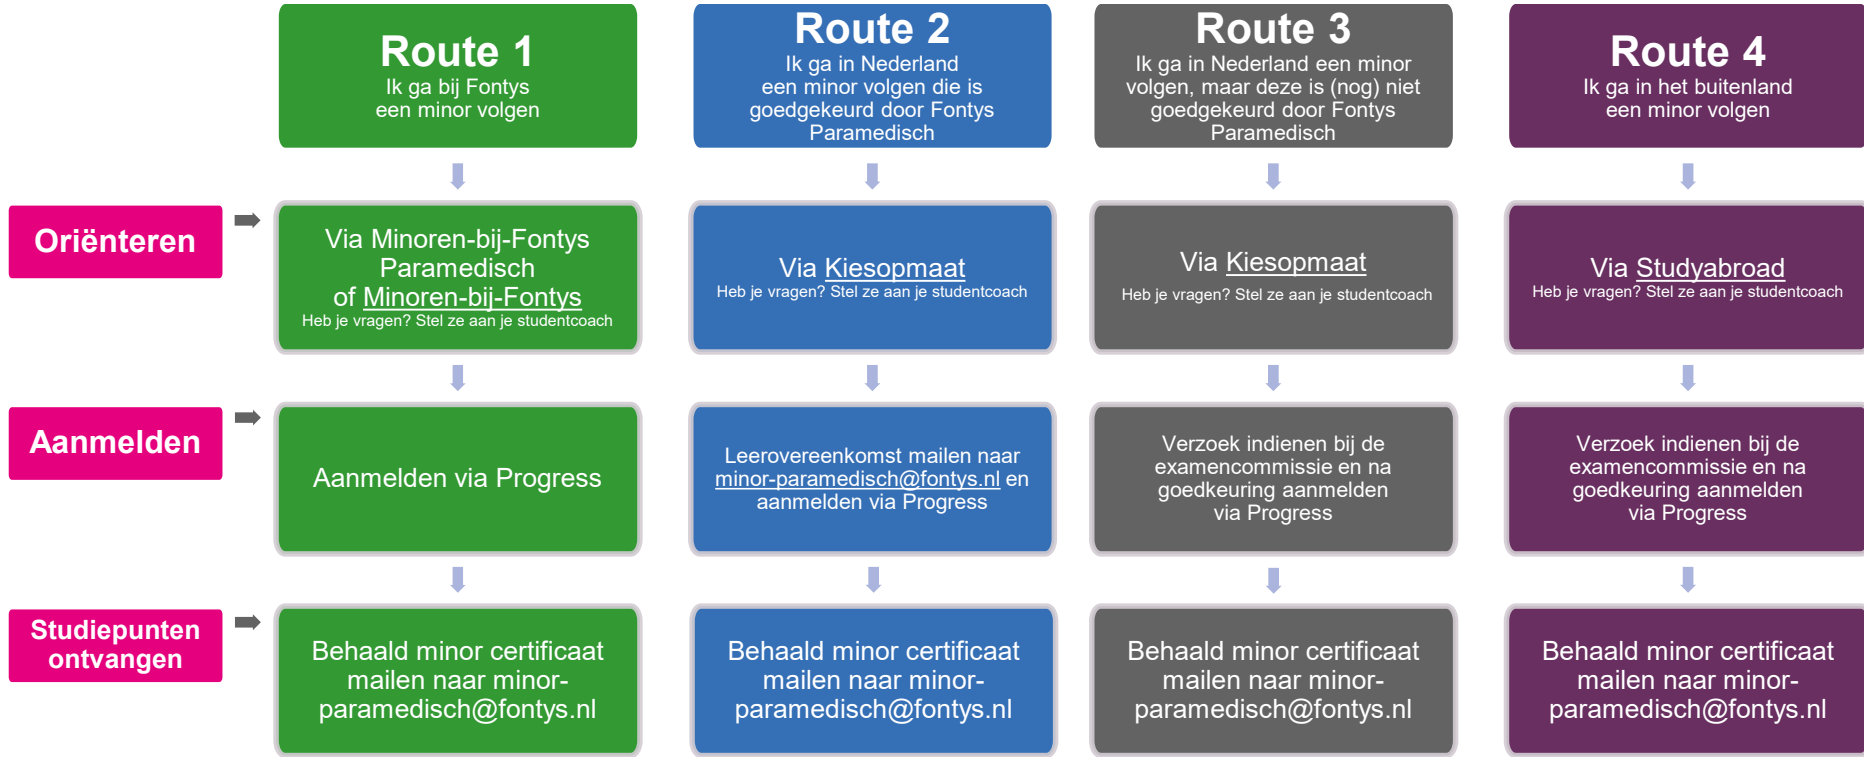 Route 1
Ik ga bij Fontys
een minor volgen
Route 2
Ik ga in Nederland
een minor volgen die is
goedgekeurd door Fontys
Paramedisch
Route 3
Ik ga in Nederland een minor
volgen, maar deze is (nog) niet
goedgekeurd door Fontys
Paramedisch
Route 4
Ik ga in het buitenland
een minor volgen
Oriënteren
Via Minoren-bij-Fontys
Paramedisch
of Minoren-bij-Fontys
Heb je vragen? Stel ze aan je studentcoach
Via Kiesopmaat
Heb je vragen? Stel ze aan je studentcoach
Via Kiesopmaat
Heb je vragen? Stel ze aan je studentcoach
Via Studyabroad
Heb je vragen? Stel ze aan je studentcoach
Aanmelden
Aanmelden via Progress
Leerovereenkomst mailen naar
minor-paramedisch@fontys.nl en
aanmelden via Progress
Verzoek indienen bij de
examencommissie en na
goedkeuring aanmelden
via Progress
Verzoek indienen bij de
examencommissie en na
goedkeuring aanmelden
via Progress
Studiepunten
ontvangen
Behaald minor certificaat
mailen naar minor-
paramedisch@fontys.nl
Behaald minor certificaat
mailen naar minor-
paramedisch@fontys.nl
Behaald minor certificaat
mailen naar minor-
paramedisch@fontys.nl
Behaald minor certificaat
mailen naar minor-
paramedisch@fontys.nl